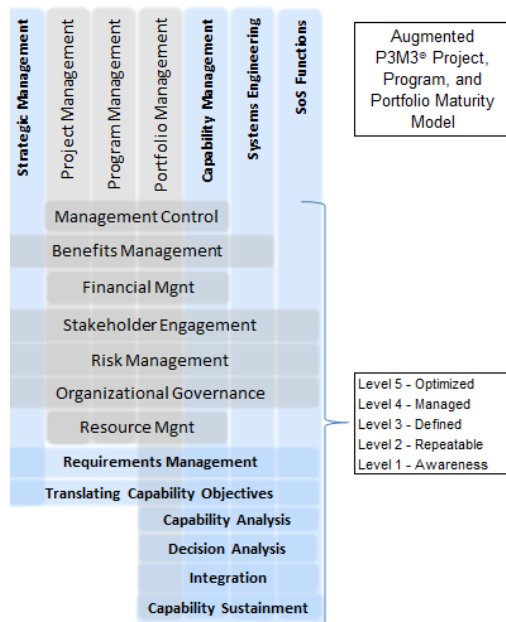 Strategic Management
Project Management
Program Management
Portfolio Management
Capability Management
Systems Engineering
SoS Functions
Augmented
P3M3® Project,
Program, and
Portfolio Maturity
Model
Management Control
Benefits Management
Financial Mgnt
Stakeholder Engagement
Risk Management
Organizational Governance
Resource Mgnt
Requirements Management
Translating Capability Objectives
Capability Analysis
Decision Analysis
Integration
Capability Sustainment
Level 5 - Optimized
Level 4 - Managed
Level 3 - Defined
Level 2 - Repeatable
Level 1 - Awareness